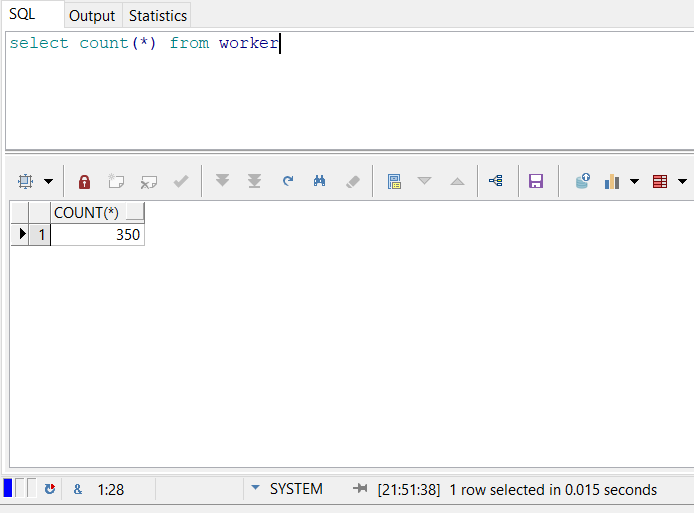 SQL Output Statistics
select count(*) from worker
COUNT(*)
1 350
& 1:28 SYSTEM [21:51:38] 1 row selected in 0.015 seconds